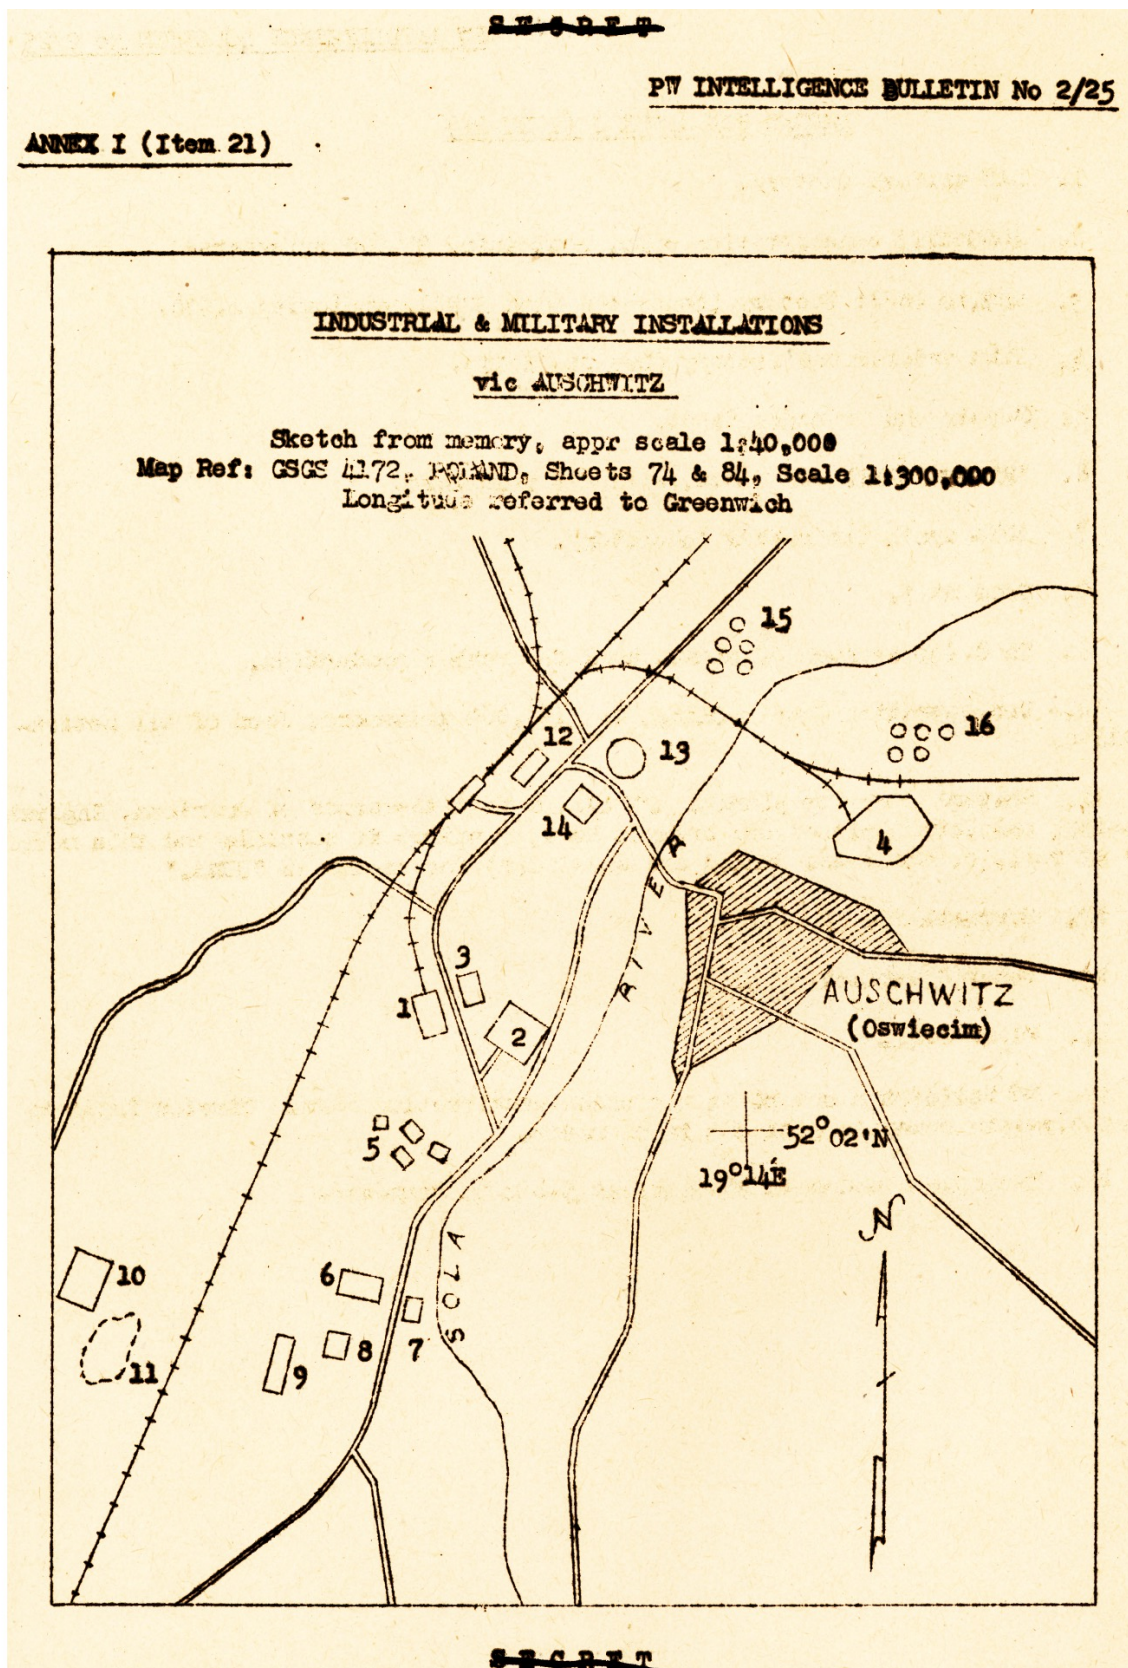 SECRET
PW INTELLIGENCE BULLETIN No 2/25
ANNEX I (Item 21)
INDUSTRIAL & MILITARY INSTALLATIONS
vic AUSCHWITZ
Sketch from memory, appr scale 1:40,000
Map Ref: GSGS 4172, POLAND, Sheets 74 & 84, Scale 1:300,000
Longitude referred to Greenwich
15
16
12
13
14
4
RIVER
3
1
2
AUSCHWITZ
(Oswiecim)
5
52°02'N
19°14'E
N
SOLA
10
6
11
9
8
7
SECRET